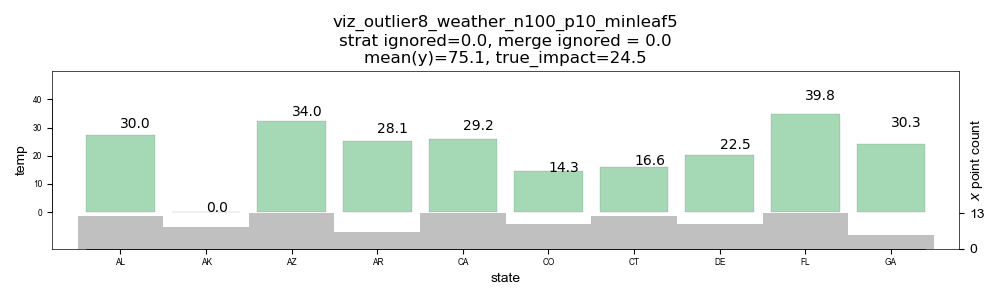 viz_outlier8_weather_n100_p10_minleaf5
strat ignored=0.0, merge ignored = 0.0
mean(y)=75.1, true_impact=24.5
temp
40
30
20
10
0
30.0
0.0
34.0
28.1
29.2
14.3
16.6
22.5
39.8
30.3
x point count
13
0
AL AK AZ AR CA CO CT DE FL GA
state